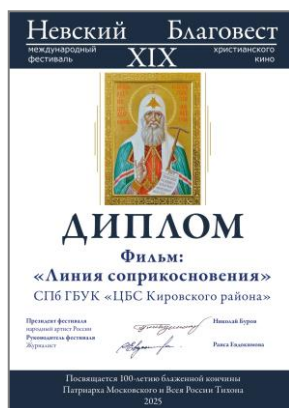 Невский Благовест
международный фестиваль
XIX
христианского кино
ДИПЛОМ
Фильм:
«Линия соприкосновения»
СПб ГБУК «ЦБС Кировского района»
Президент фестиваля
народный артист России
Николай Буров
Руководитель фестиваля
Журналист
Раиса Евдокимова
Посвящается 100-летию блаженной кончины
Патриарха Московского и Всея России Тихона
2025